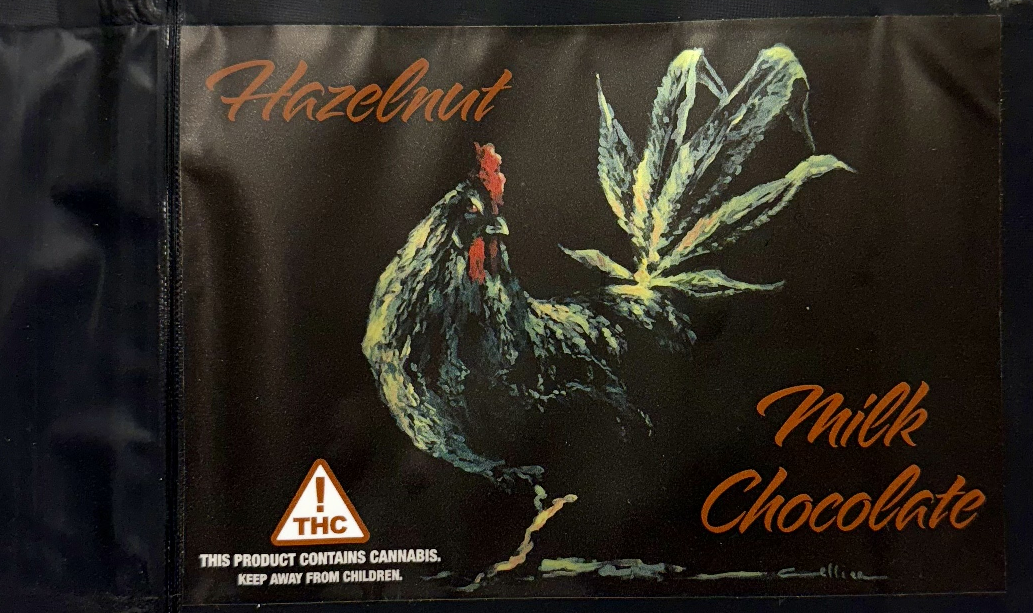 Hazelnut
Milk
Chocolate
!
THC
THIS PRODUCT CONTAINS CANNABIS.
KEEP AWAY FROM CHILDREN.